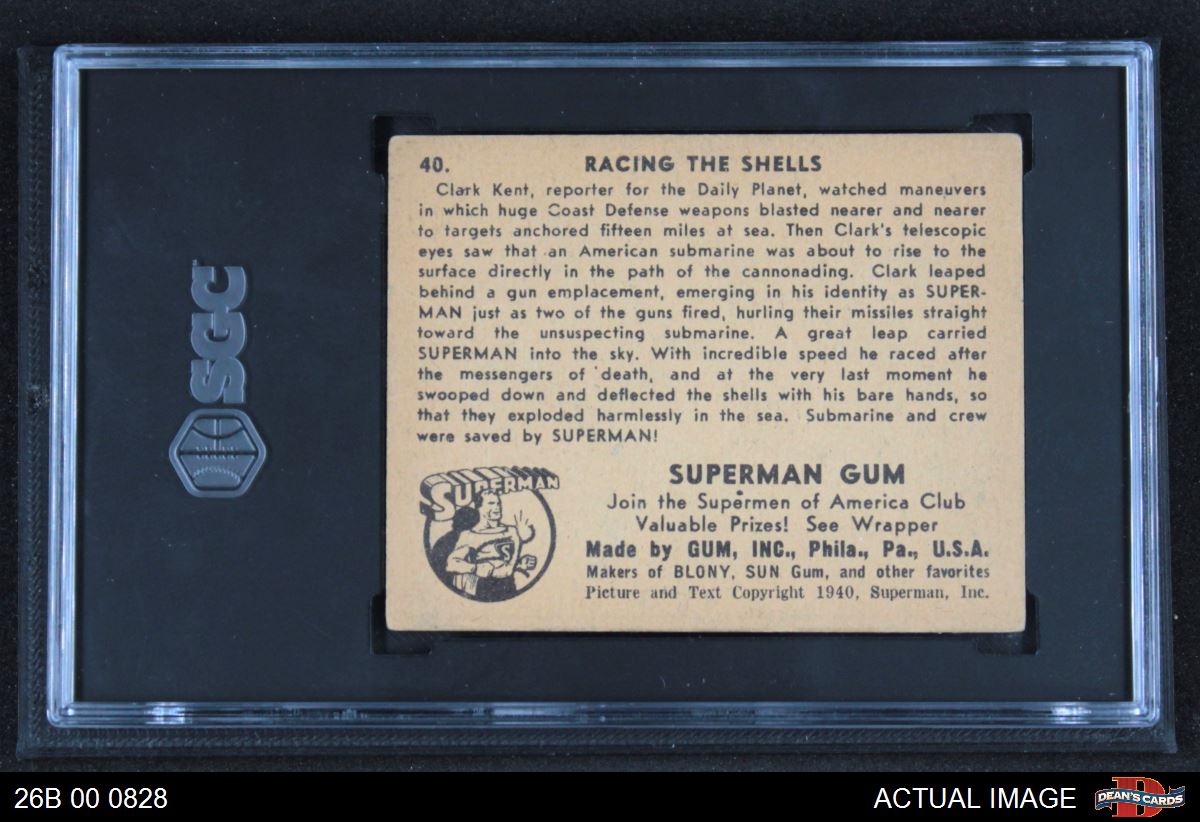 SGC
40. RACING THE SHELLS
Clark Kent, reporter for the Daily Planet, watched maneuvers
in which huge Coast Defense weapons blasted nearer and nearer
to targets anchored fifteen miles at sea. Then Clark's telescopic
eyes saw that an American submarine was about to rise to the
surface directly in the path of the cannonading. Clark leaped
behind a gun emplacement, emerging in his identity as SUPER-
MAN just as two of the guns fired, hurling their missiles straight
toward the unsuspecting submarine. A great leap carried
SUPERMAN into the sky. With incredible speed he raced after
the messengers of death, and at the very last moment he
swooped down and deflected the shells with his bare hands, so
that they exploded harmlessly in the sea. Submarine and crew
were saved by SUPERMAN!
SUPERMAN
S
SUPERMAN GUM
Join the Supermen of America Club
Valuable Prizes! See Wrapper
Made by GUM, INC., Phila., Pa., U.S.A.
Makers of BLONY, SUN Gum, and other favorites
Picture and Text Copyright 1940, Superman, Inc.
26B 00 0828
ACTUAL IMAGE
D
DEAN'S CARDS